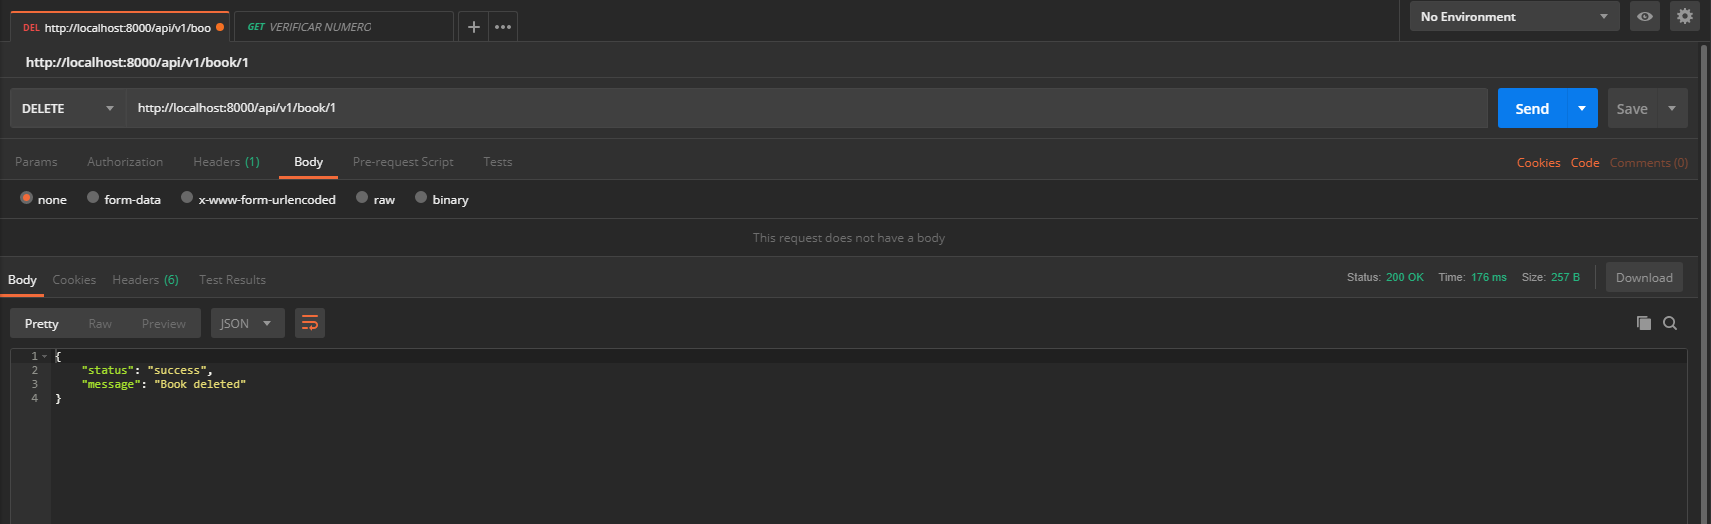 DEL http://localhost:8000/api/v1/boo GET VERIFICAR NUMERO No Environment
http://localhost:8000/api/v1/book/1
DELETE http://localhost:8000/api/v1/book/1 Send Save
Params Authorization Headers (1) Body Pre-request Script Tests Cookies Code Comments (0)
none form-data x-www-form-urlencoded raw binary
This request does not have a body
Body Cookies Headers (6) Test Results Status: 200 OK Time: 176 ms Size: 257 B Download
Pretty Raw Preview JSON
1 {
2 "status": "success",
3 "message": "Book deleted"
4 }